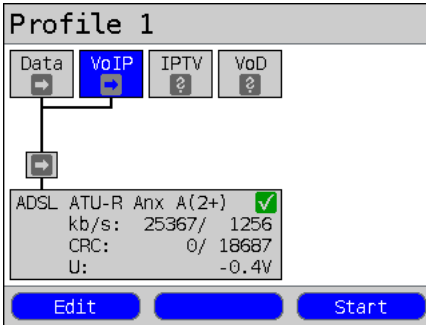 Profile 1
Data VoIP IPTV VoD
? ?
ADSL ATU-R Anx A(2+)
kb/s: 25367/ 1256
CRC: 0/ 18687
U: -0.4V
Edit Start